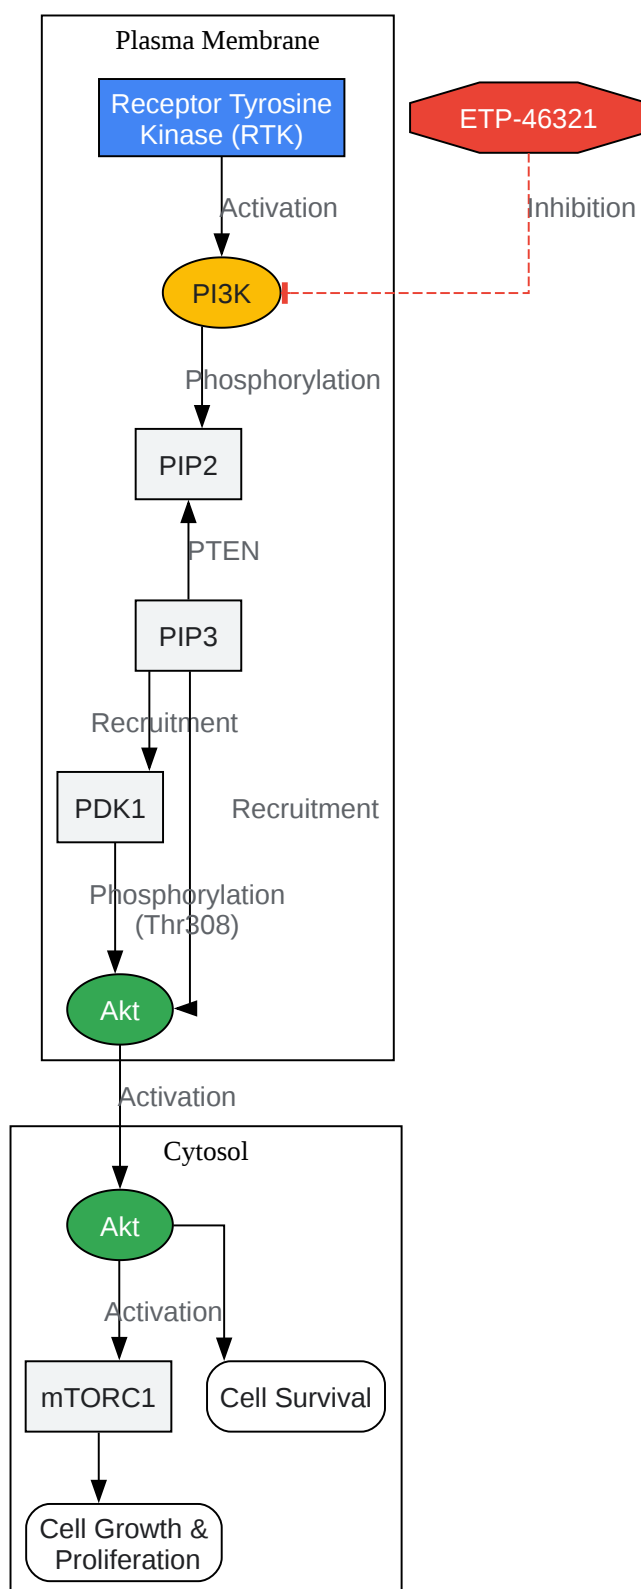 Plasma Membrane
Receptor Tyrosine
Kinase (RTK)
ETP-46321
Activation
Inhibition
PI3K
Phosphorylation
PIP2
PTEN
PIP3
Recruitment
PDK1
Recruitment
Phosphorylation
(Thr308)
Akt
Activation
Cytosol
Akt
Activation
mTORC1
Cell Survival
Cell Growth &
Proliferation